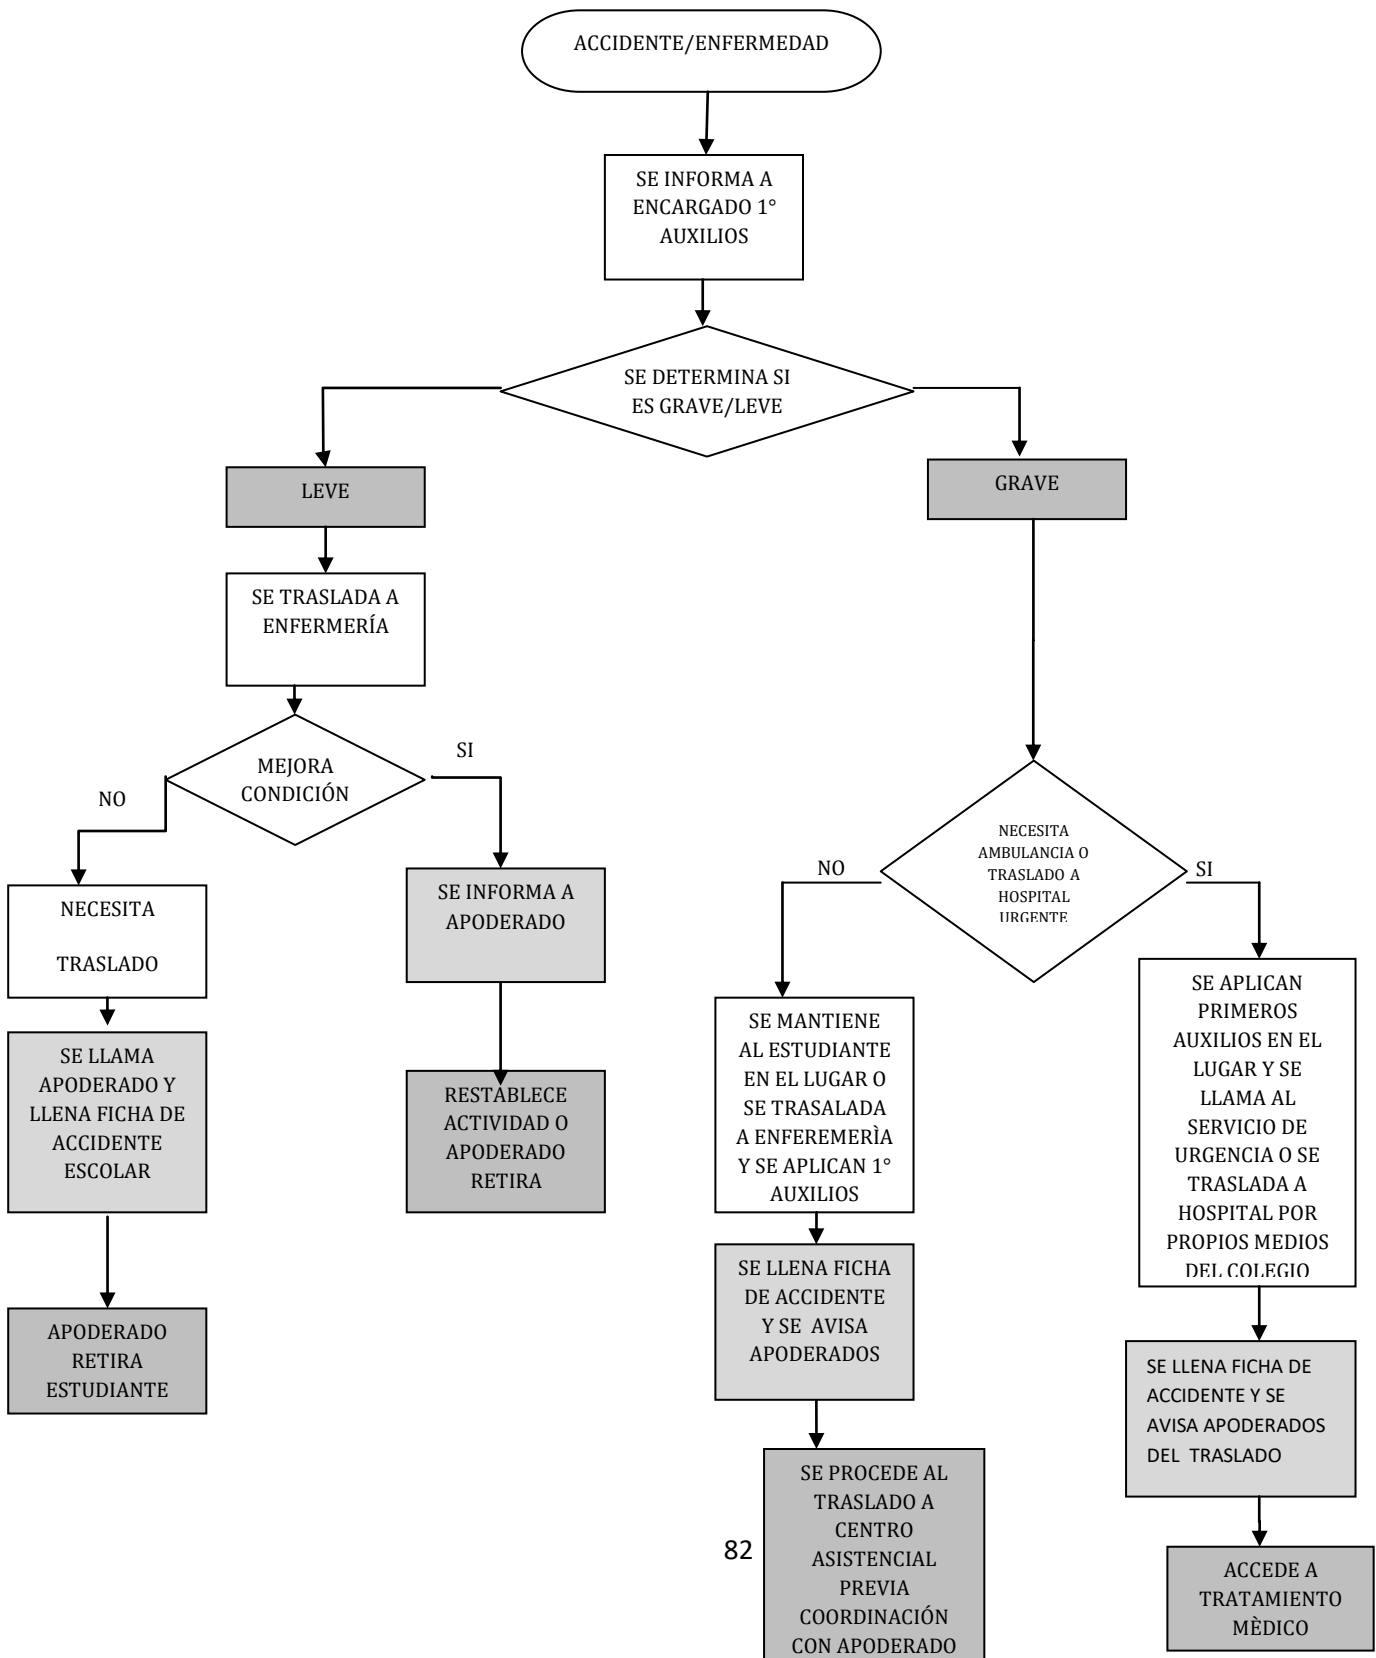 ACCIDENTE/ENFERMEDAD
SE INFORMA A
ENCARGADO 1°
AUXILIOS
SE DETERMINA SI
ES GRAVE/LEVE
LEVE
GRAVE
SE TRASLADA A
ENFERMERÍA
MEJORA
CONDICIÓN
SI
NO
NECESITA
TRASLADO
SE INFORMA A
APODERADO
SE LLAMA
APODERADO Y
LLENA FICHA DE
ACCIDENTE
ESCOLAR
RESTABLECE
ACTIVIDAD O
APODERADO
RETIRA
APODERADO
RETIRA
ESTUDIANTE
NECESITA
AMBULANCIA O
TRASLADO A
HOSPITAL
URGENTE
NO
SI
SE MANTIENE
AL ESTUDIANTE
EN EL LUGAR O
SE TRASALADA
A ENFEREMERÌA
Y SE APLICAN 1°
AUXILIOS
SE LLENA FICHA
DE ACCIDENTE
Y SE AVISA
APODERADOS
SE PROCEDE AL
TRASLADO A
CENTRO
ASISTENCIAL
PREVIA
COORDINACIÓN
CON APODERADO
SE APLICAN
PRIMEROS
AUXILIOS EN EL
LUGAR Y SE
LLAMA AL
SERVICIO DE
URGENCIA O SE
TRASLADA A
HOSPITAL POR
PROPIOS MEDIOS
DEL COLEGIO
SE LLENA FICHA DE
ACCIDENTE Y SE
AVISA APODERADOS
DEL TRASLADO
ACCEDE A
TRATAMIENTO
MÈDICO
82